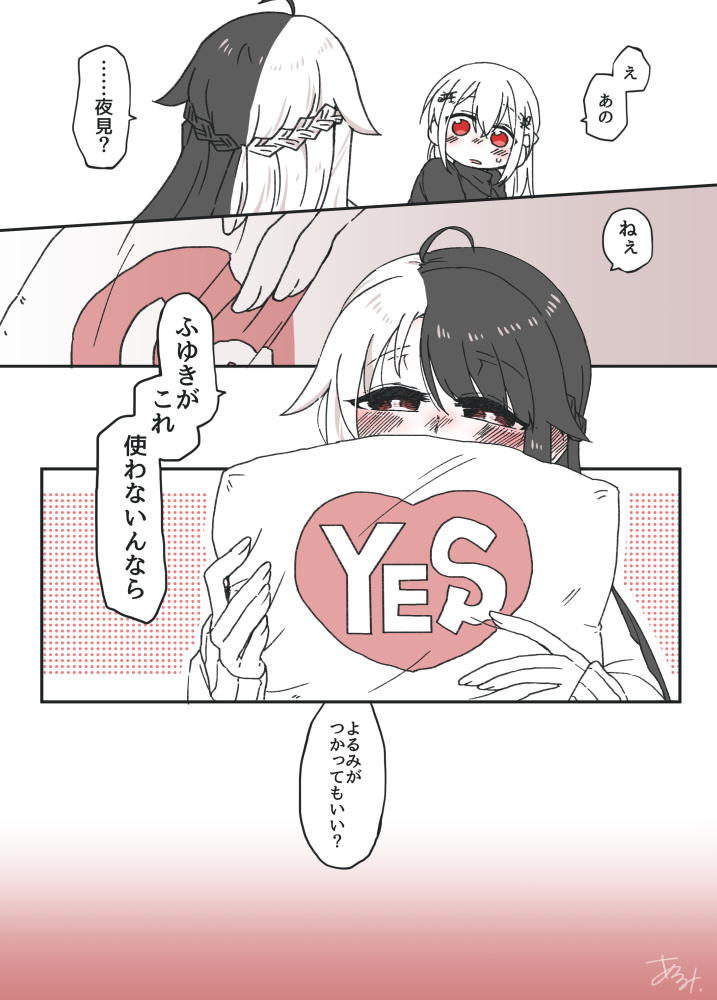 え
あの
……夜見？
ねぇ
ふゆきが
これ
使わないんなら
YES
よるみが
つかってもいい？